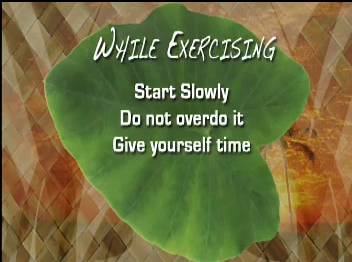 While Exercising
Start Slowly
Do not overdo it
Give yourself time